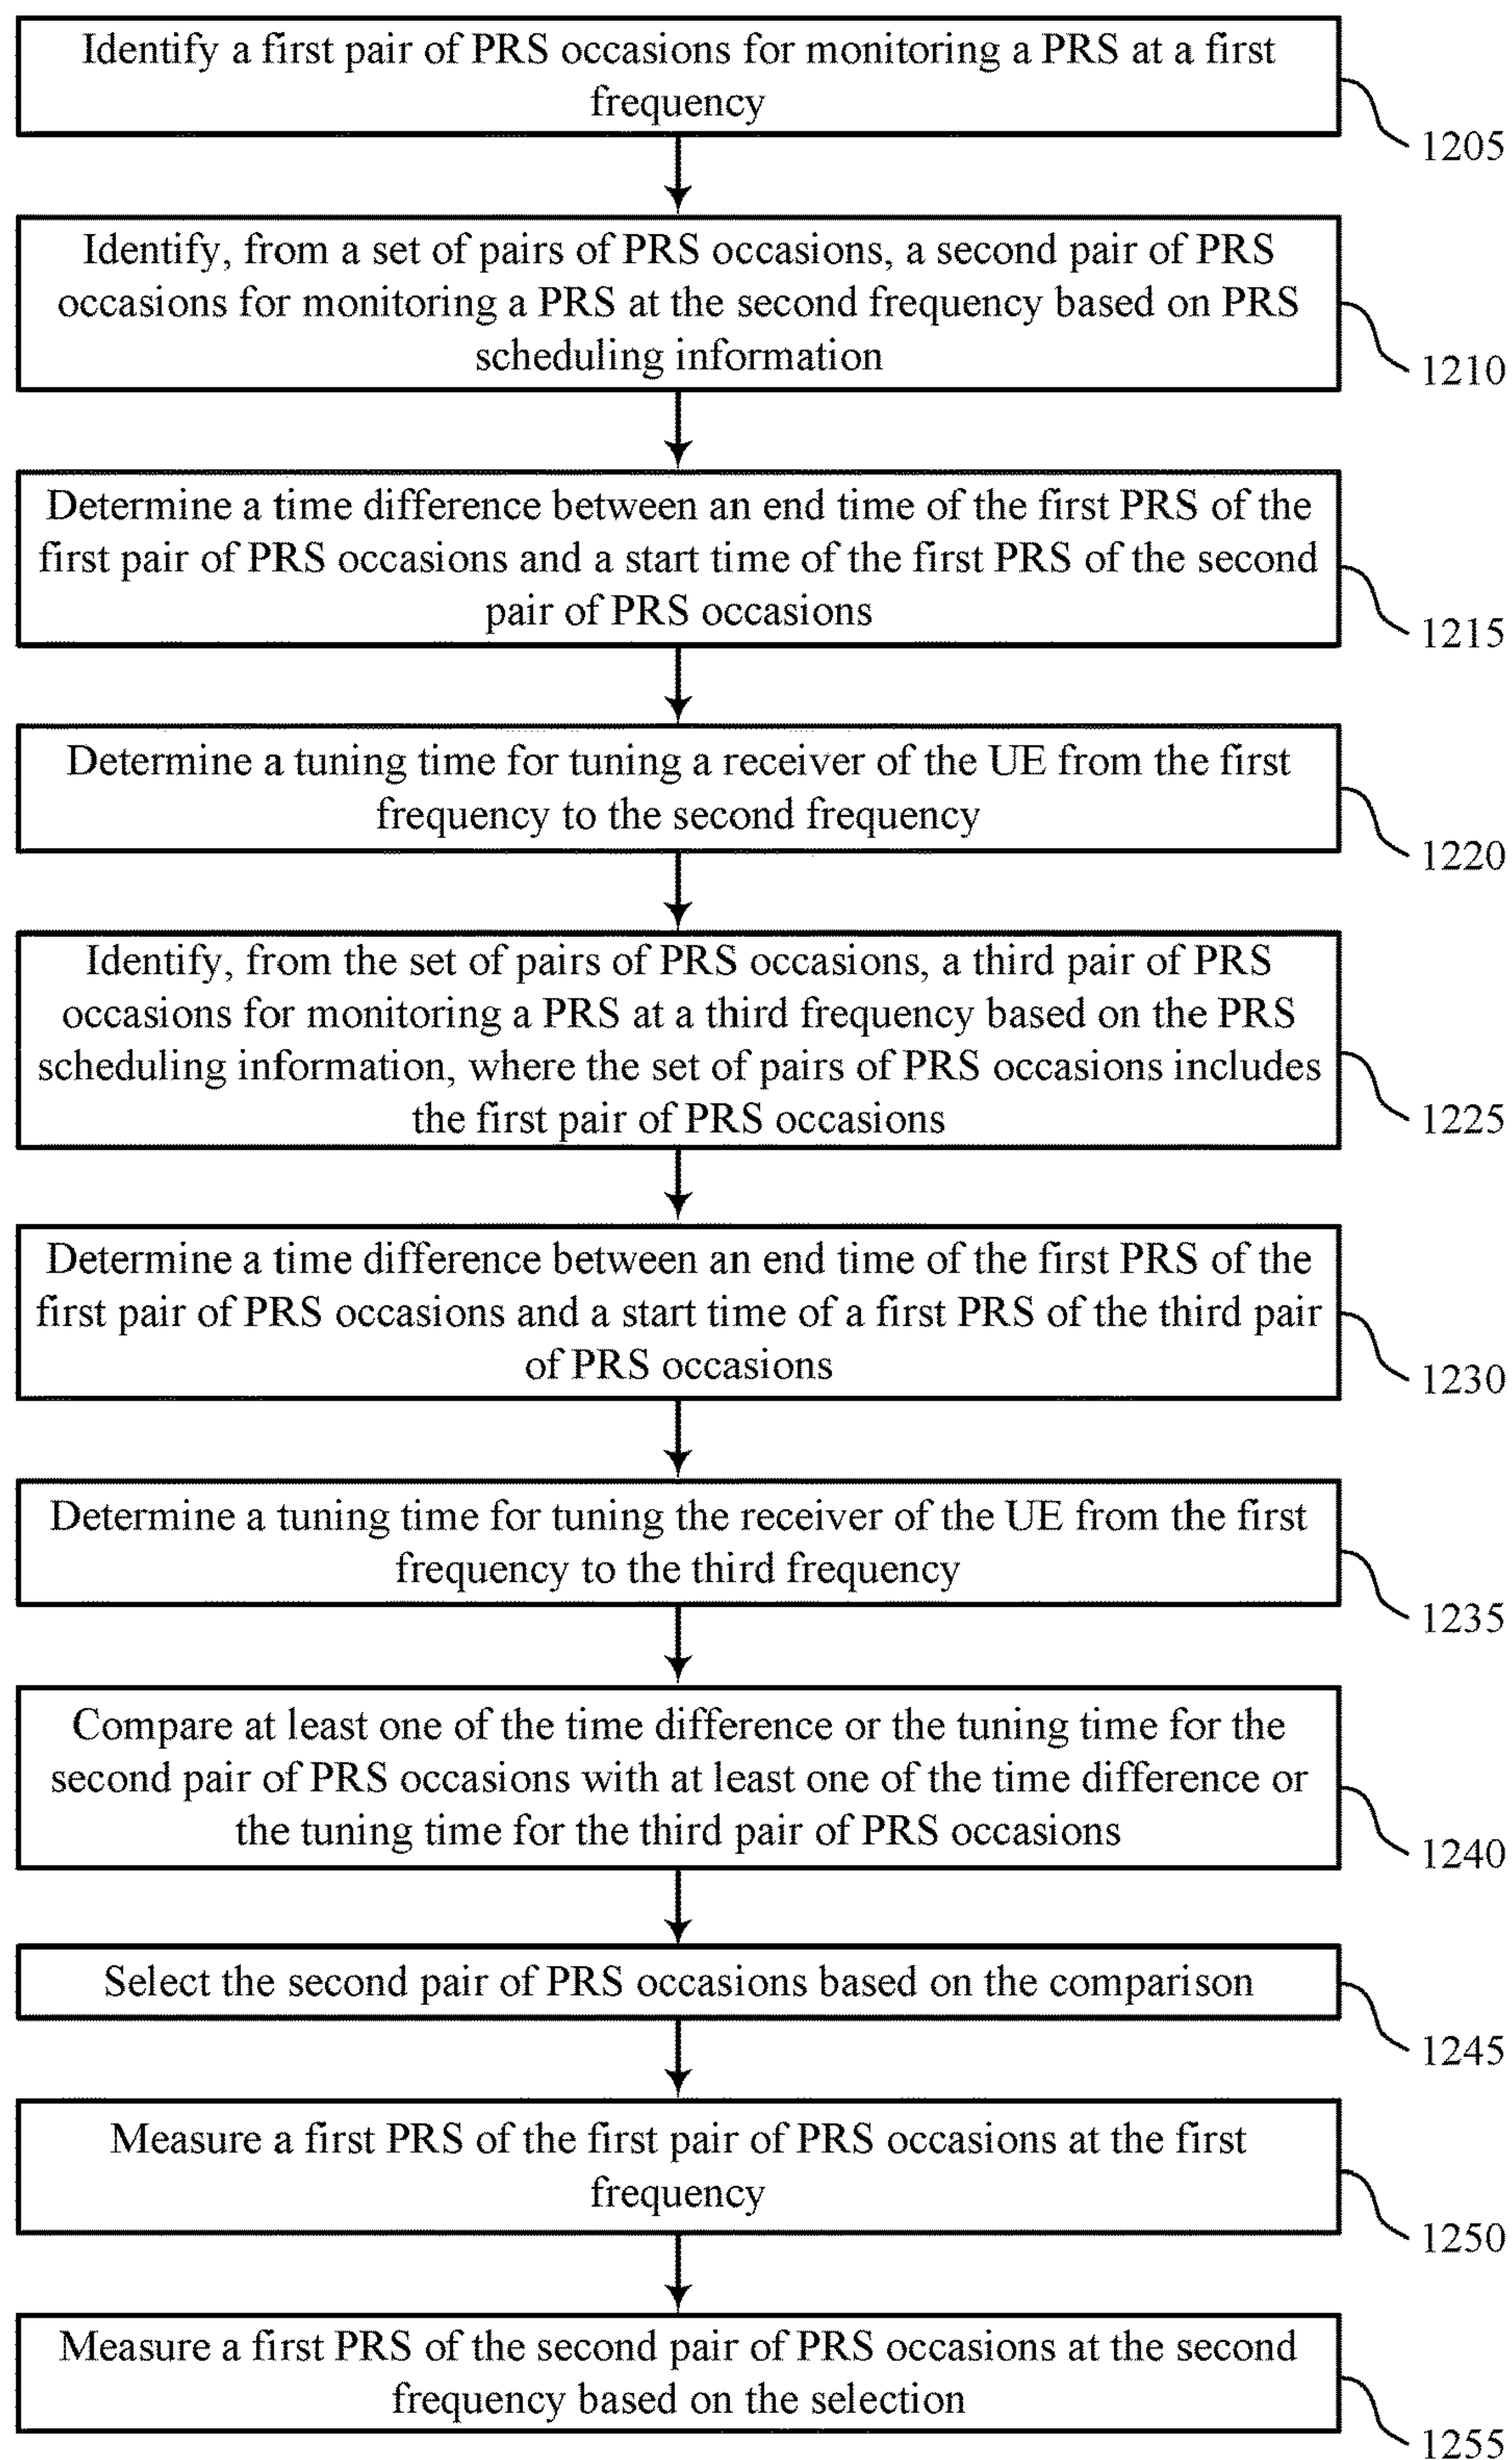 Identify a first pair of PRS occasions for monitoring a PRS at a first
frequency
1205
Identify, from a set of pairs of PRS occasions, a second pair of PRS
occasions for monitoring a PRS at the second frequency based on PRS
scheduling information
1210
Determine a time difference between an end time of the first PRS of the
first pair of PRS occasions and a start time of the first PRS of the second
pair of PRS occasions
1215
Determine a tuning time for tuning a receiver of the UE from the first
frequency to the second frequency
1220
Identify, from the set of pairs of PRS occasions, a third pair of PRS
occasions for monitoring a PRS at a third frequency based on the PRS
scheduling information, where the set of pairs of PRS occasions includes
the first pair of PRS occasions
1225
Determine a time difference between an end time of the first PRS of the
first pair of PRS occasions and a start time of a first PRS of the third pair
of PRS occasions
1230
Determine a tuning time for tuning the receiver of the UE from the first
frequency to the third frequency
1235
Compare at least one of the time difference or the tuning time for the
second pair of PRS occasions with at least one of the time difference or
the tuning time for the third pair of PRS occasions
1240
Select the second pair of PRS occasions based on the comparison
1245
Measure a first PRS of the first pair of PRS occasions at the first
frequency
1250
Measure a first PRS of the second pair of PRS occasions at the second
frequency based on the selection
1255